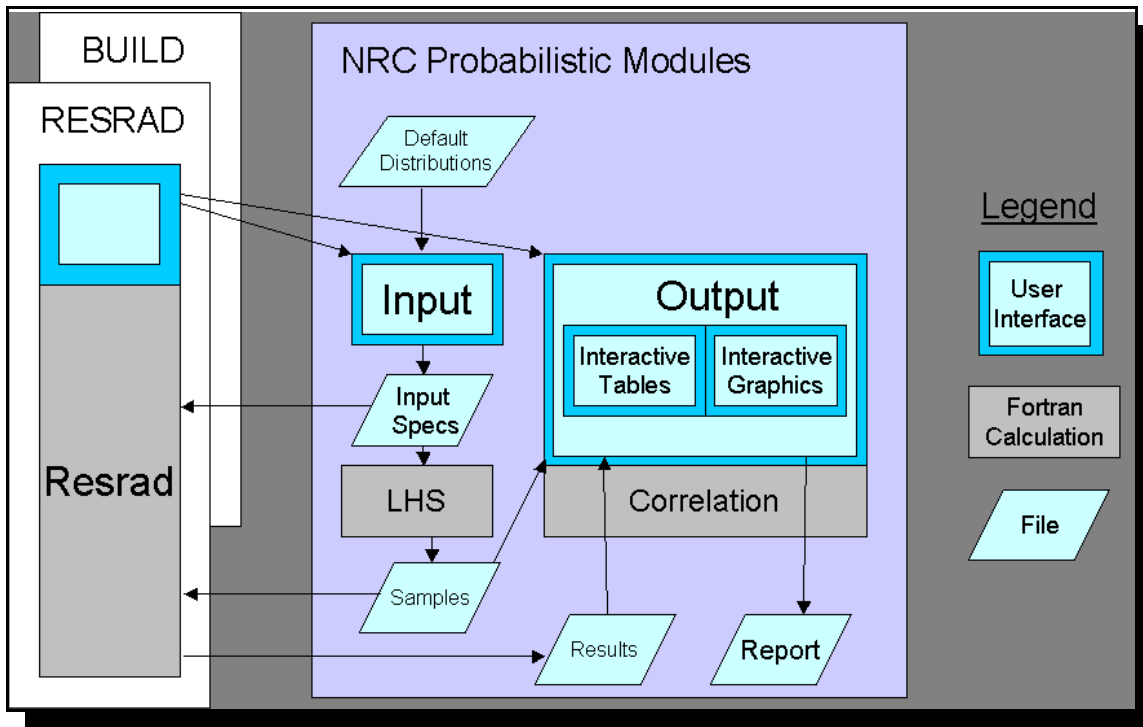 BUILD
RESRAD
Resrad
NRC Probabilistic Modules
Default
Distributions
Input
Input
Specs
LHS
Samples
Output
Interactive
Tables
Interactive
Graphics
Correlation
Results
Report
Legend
User
Interface
Fortran
Calculation
File